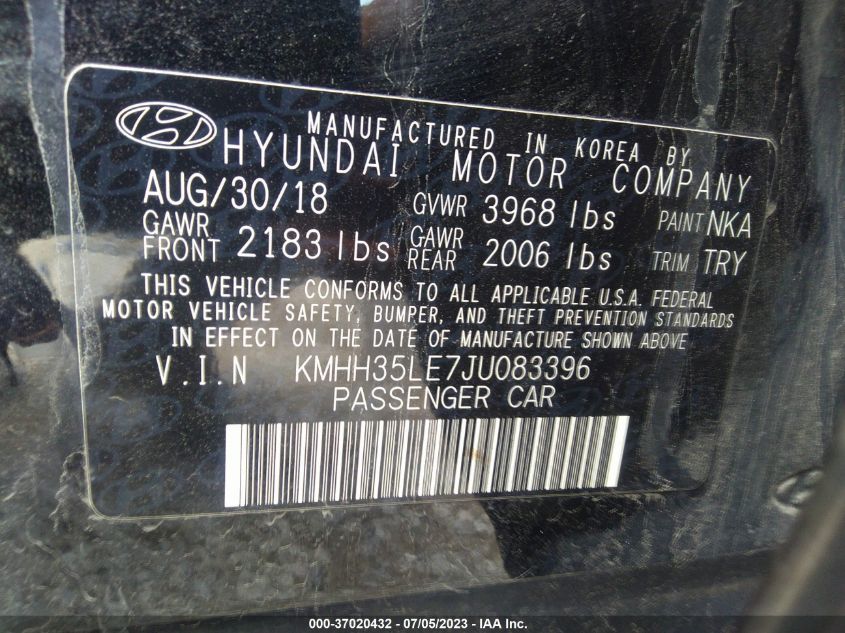 MANUFACTURED IN KOREA BY
HYUNDAI MOTOR COMPANY
AUG/30/18 GVWR 3968 lbs PAINT NKA
GAWR FRONT 2183 lbs GAWR REAR 2006 lbs TRIM TRY
THIS VEHICLE CONFORMS TO ALL APPLICABLE U.S.A. FEDERAL
MOTOR VEHICLE SAFETY, BUMPER, AND THEFT PREVENTION STANDARDS
IN EFFECT ON THE DATE OF MANUFACTURE SHOWN ABOVE
V.I.N KMHH35LE7JU083396
PASSENGER CAR
000-37020432 - 07/05/2023 - IAA Inc.